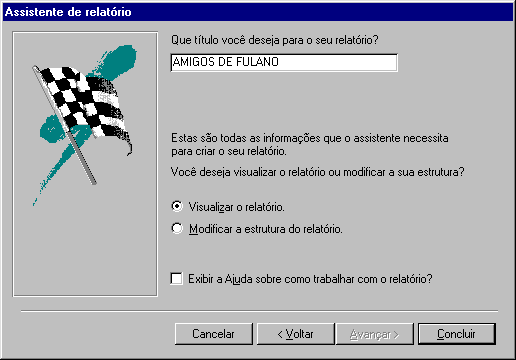 Assistente de relatório
Que título você deseja para o seu relatório?
AMIGOS DE FULANO
Estas são todas as informações que o assistente necessita
para criar o seu relatório.
Você deseja visualizar o relatório ou modificar a sua estrutura?
Visualizar o relatório.
Modificar a estrutura do relatório.
Exibir a Ajuda sobre como trabalhar com o relatório?
Cancelar
< Voltar
Avançar >
Concluir